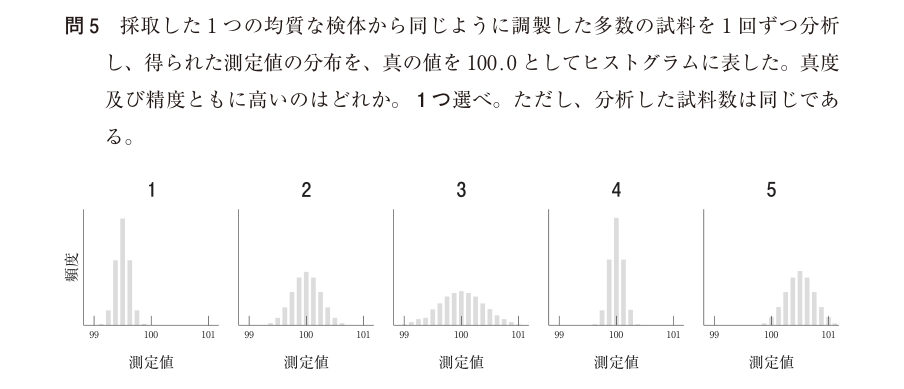 問5 採取した1つの均質な検体から同じように調製した多数の試料を1回ずつ分析
し、得られた測定値の分布を、真の値を 100.0 としてヒストグラムに表した。真度
及び精度ともに高いのはどれか。1つ選べ。ただし、分析した試料数は同じであ
る。
1 2 3 4 5
頻度
99 100 101 99 100 101 99 100 101 99 100 101 99 100 101
測定値 測定値 測定値 測定値 測定値